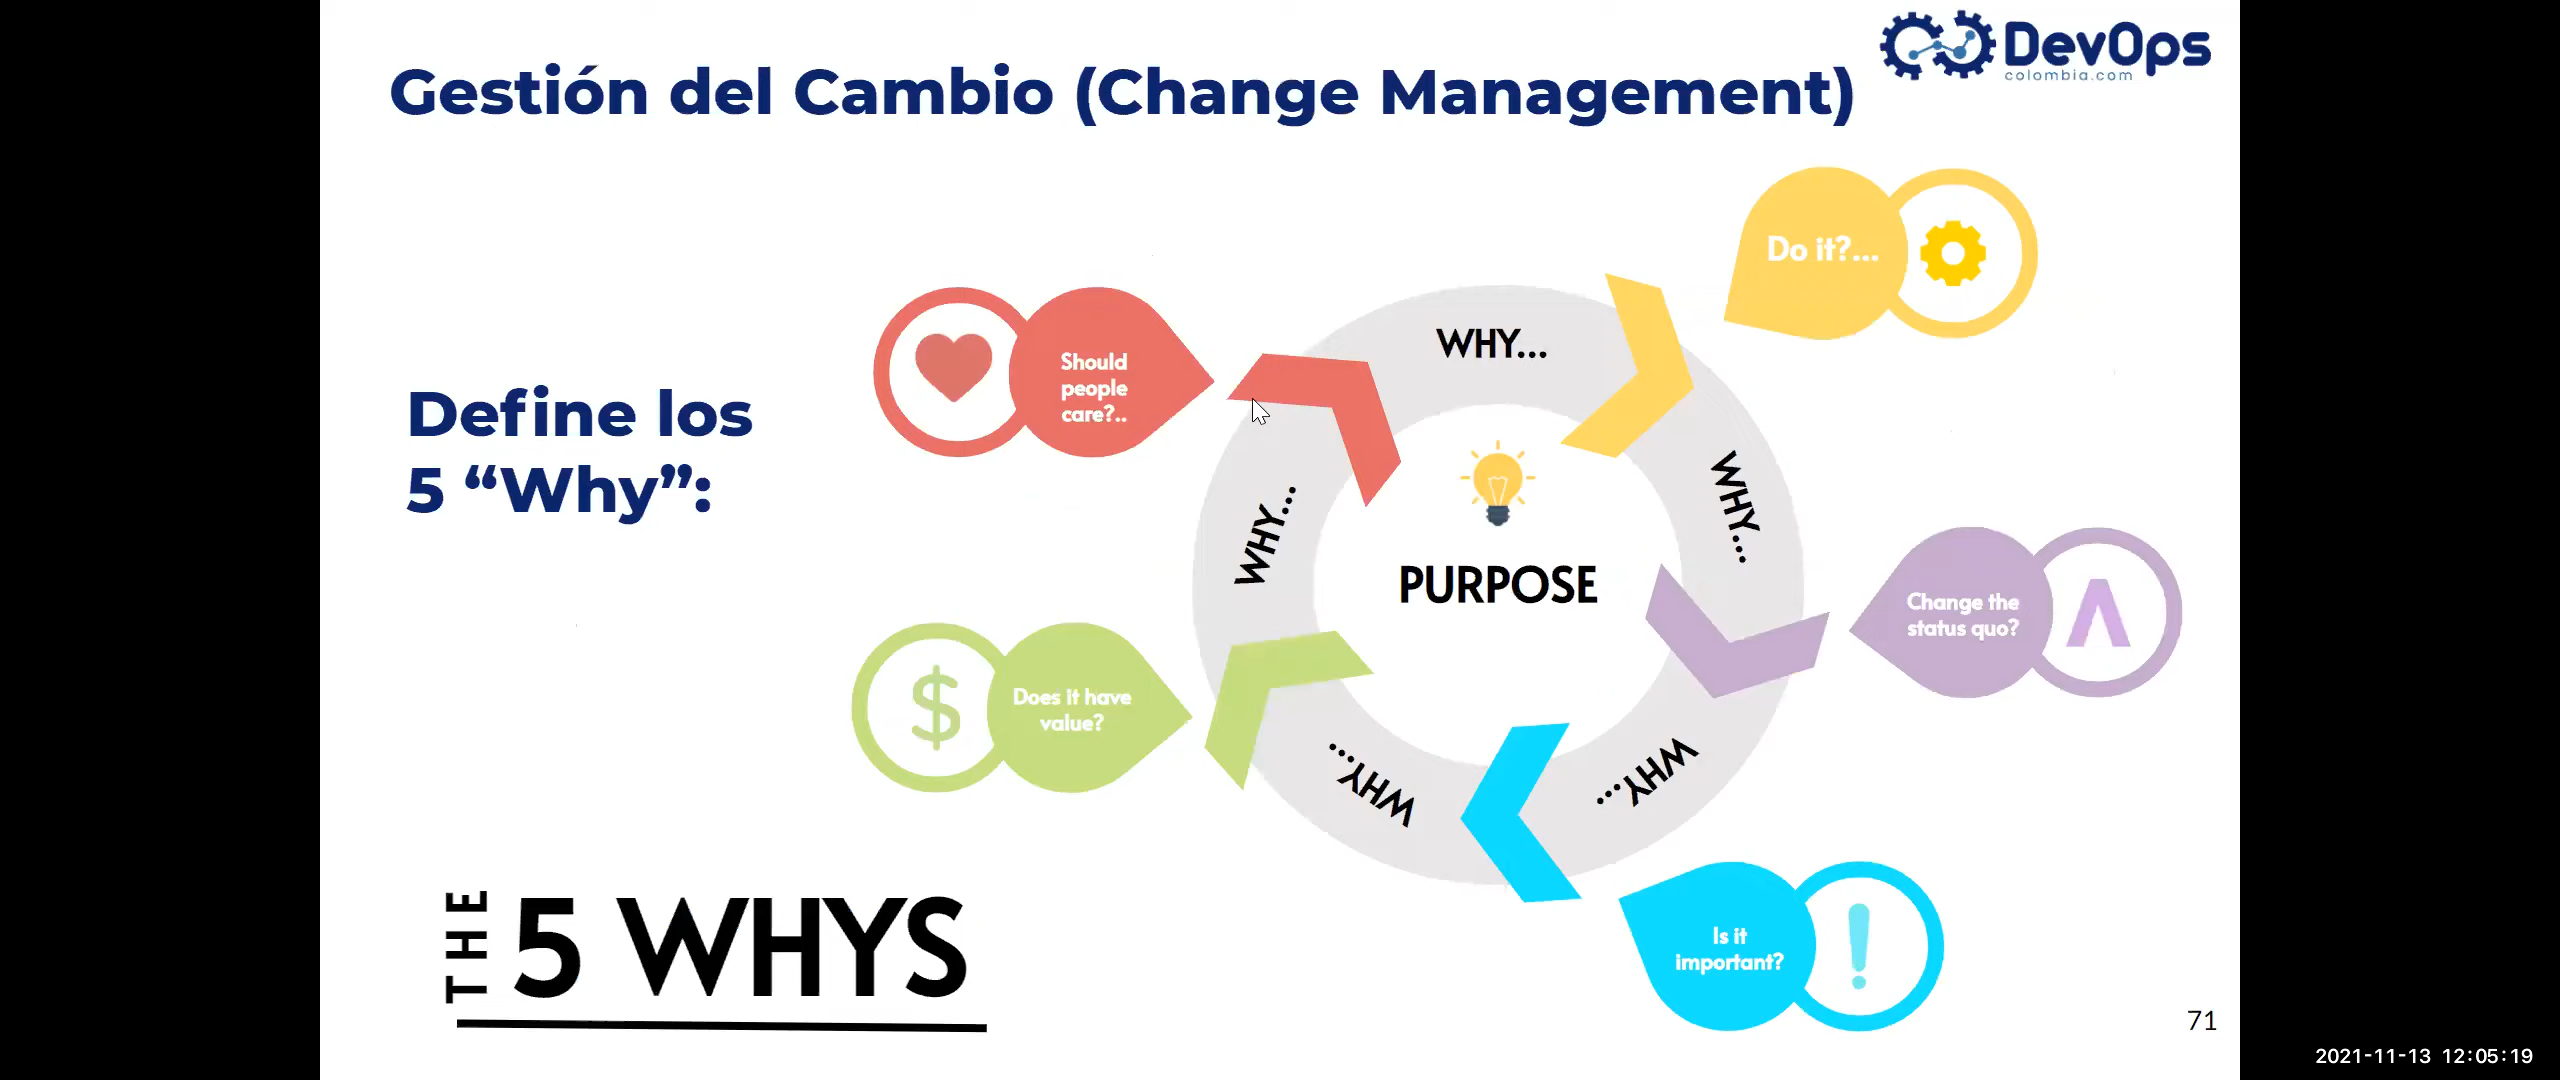 DevOps
colombia.com
Gestión del Cambio (Change Management)
Do it?...
Should
people
care?..
WHY...
Define los
5 “Why”:
WHY...
WHY...
PURPOSE
Change the
status quo?
Does it have
value?
WHY...
WHY...
Is it
important?
THE
5 WHYS
71
2021-11-13 12:05:19